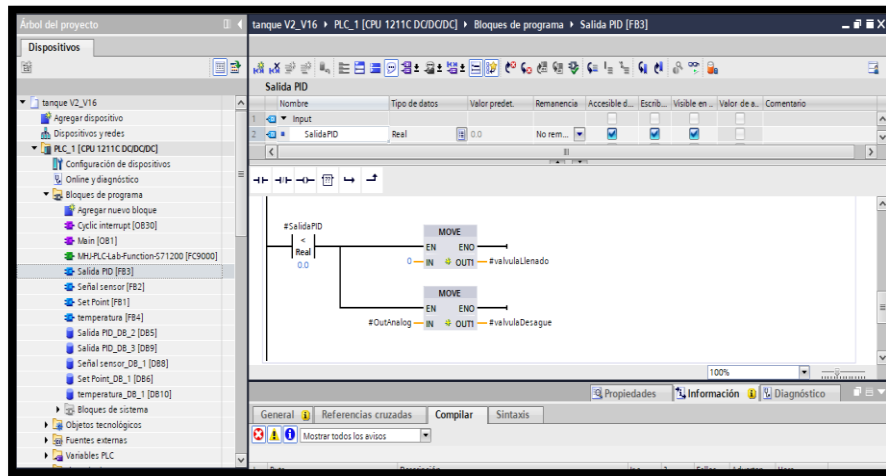 Árbol del proyecto
tanque V2_V16 ▸ PLC_1 [CPU 1211C DC/DC/DC] ▸ Bloques de programa ▸ Salida PID [FB3]
Dispositivos
tanque V2_V16
Agregar dispositivo
Dispositivos y redes
PLC_1 [CPU 1211C DC/DC/DC]
Configuración de dispositivos
Online y diagnóstico
Bloques de programa
Agregar nuevo bloque
Cyclic interrupt [OB30]
Main [OB1]
MHJ-PLC-Lab-Function-S71200 [FC9000]
Salida PID [FB3]
Señal sensor [FB2]
Set Point [FB1]
temperatura [FB4]
Salida PID_DB_2 [DB5]
Salida PID_DB_3 [DB9]
Señal sensor_DB_1 [DB8]
Set Point_DB_1 [DB6]
temperatura_DB_1 [DB10]
Bloques de sistema
Objetos tecnológicos
Fuentes externas
Variables PLC
Salida PID
Nombre Tipo de datos Valor predet. Remanencia Accesible d... Escrib... Visible en .. Valor de a.. Comentario
1 Input
2 SalidaPID Real 0.0 No rem...
#SalidaPID
<
Real
0.0
MOVE
EN ENO
0 IN OUT1 #valvulaLlenado
MOVE
EN ENO
#OutAnalog IN OUT1 #valvulaDesague
100%
Propiedades Información Diagnóstico
General Referencias cruzadas Compilar Sintaxis
Mostrar todos los avisos